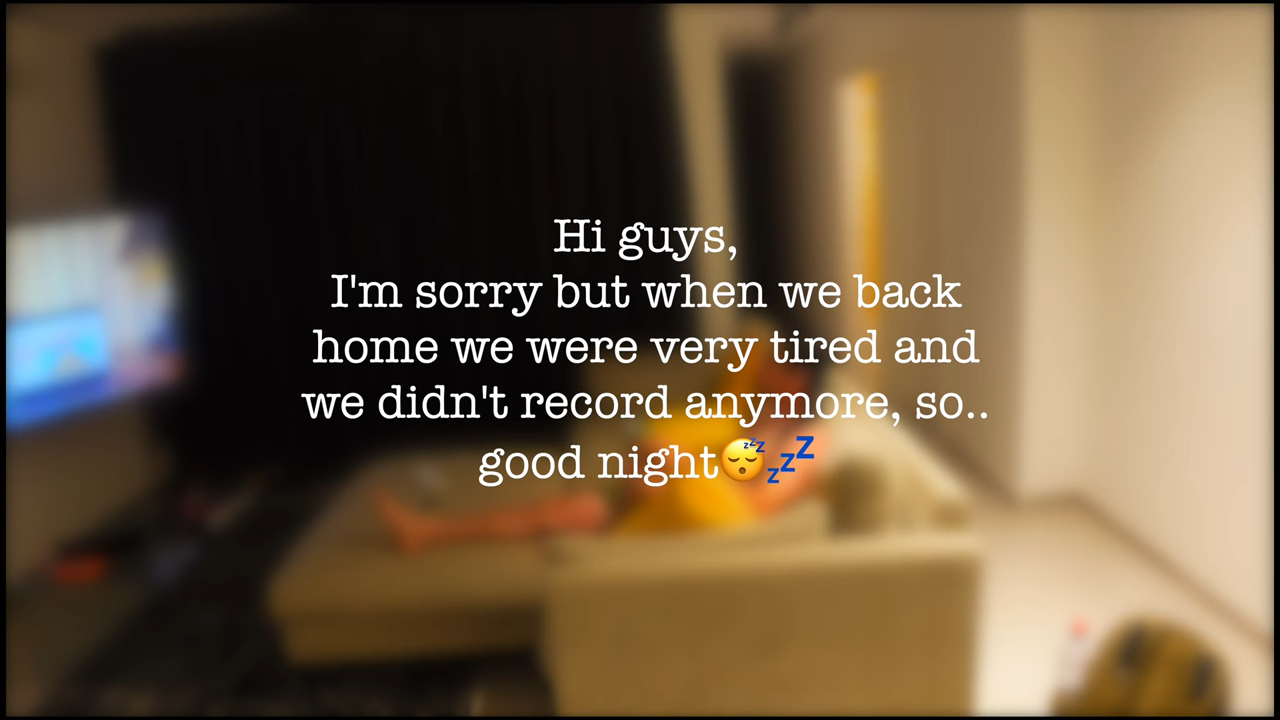 Hi guys,
I'm sorry but when we back
home we were very tired and
we didn't record anymore, so..
good night😴💤